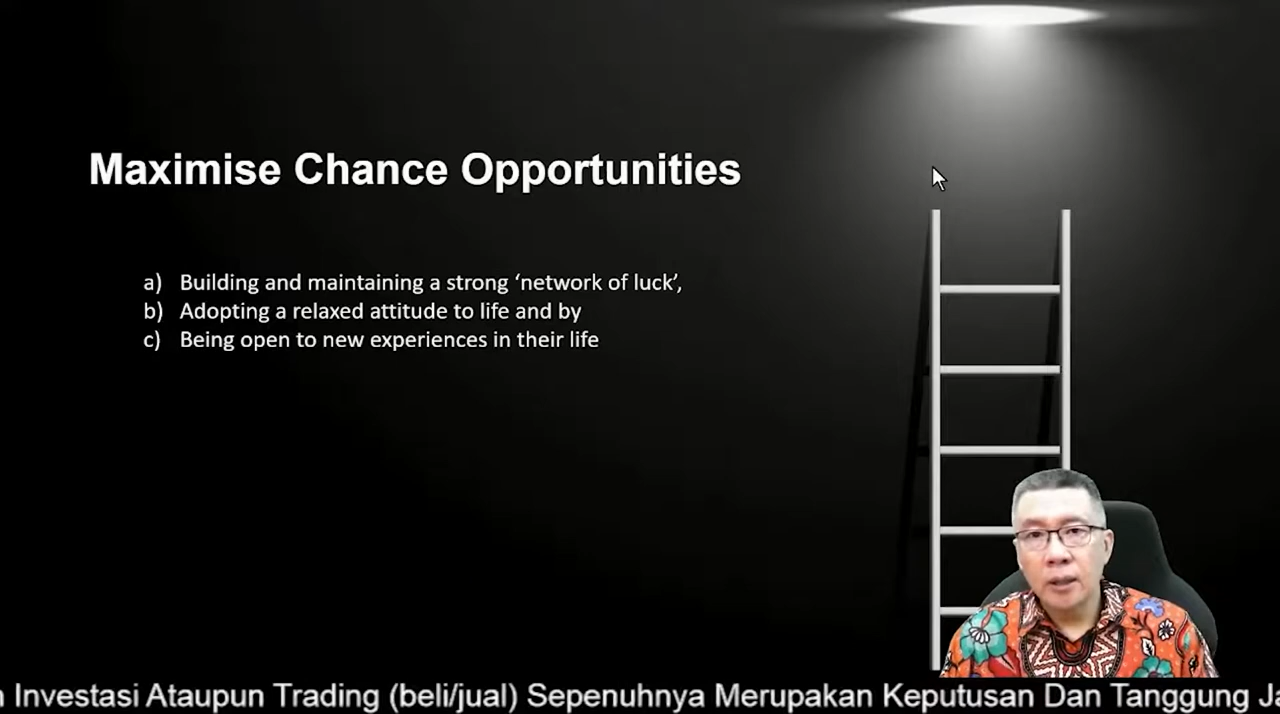 Maximise Chance Opportunities
a) Building and maintaining a strong ‘network of luck’,
b) Adopting a relaxed attitude to life and by
c) Being open to new experiences in their life
Investasi Ataupun Trading (beli/jual) Sepenuhnya Merupakan Keputusan Dan Tanggung